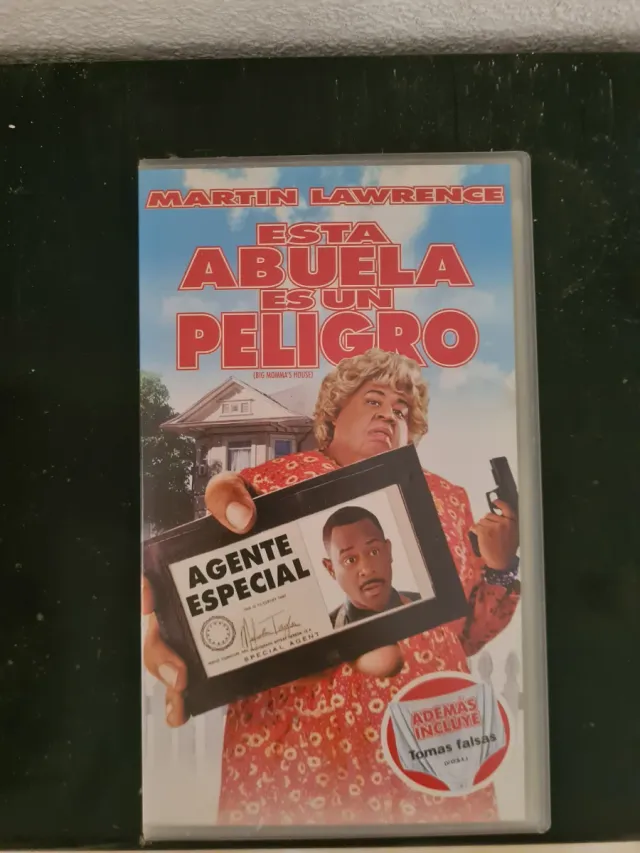 MARTIN LAWRENCE
ESTA
ABUELA
ES UN
PELIGRO
(BIG MOMMA'S HOUSE)
AGENTE
ESPECIAL
SPECIAL AGENT
ADEMÁS
INCLUYE
Tomas falsas